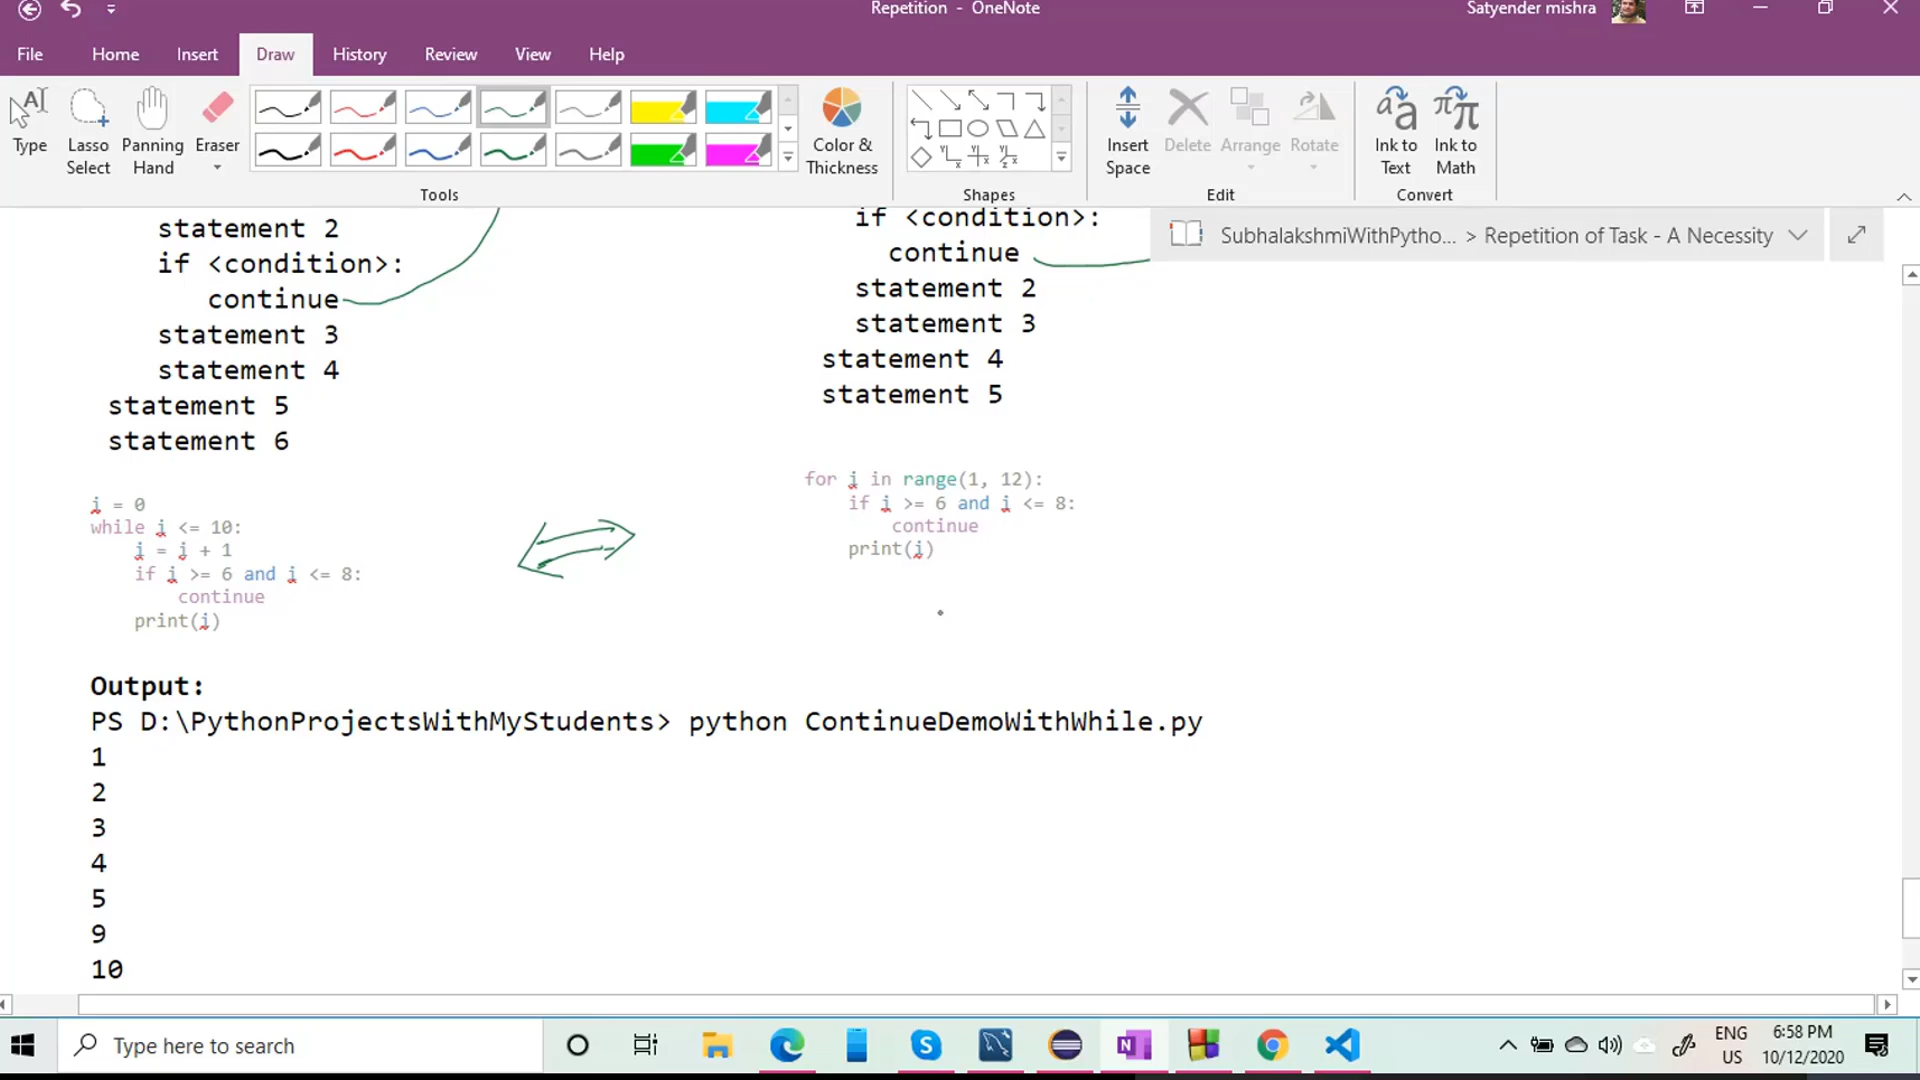 Repetition - OneNote
Satyender mishra
File Home Insert Draw History Review View Help
Type
Lasso Select
Panning Hand
Eraser
Color & Thickness
Insert Space
Delete
Arrange
Rotate
Ink to Text
Ink to Math
Tools
Shapes
Edit
Convert
SubhalakshmiWithPytho... > Repetition of Task - A Necessity
statement 2
if <condition>:
continue
statement 3
statement 4
statement 5
statement 6
if <condition>:
continue
statement 2
statement 3
statement 4
statement 5
i = 0
while i <= 10:
i = i + 1
if i >= 6 and i <= 8:
continue
print(i)
for i in range(1, 12):
if i >= 6 and i <= 8:
continue
print(i)
Output:
PS D:\PythonProjectsWithMyStudents> python ContinueDemoWithWhile.py
1
2
3
4
5
9
10
Type here to search
ENG
US
6:58 PM
10/12/2020